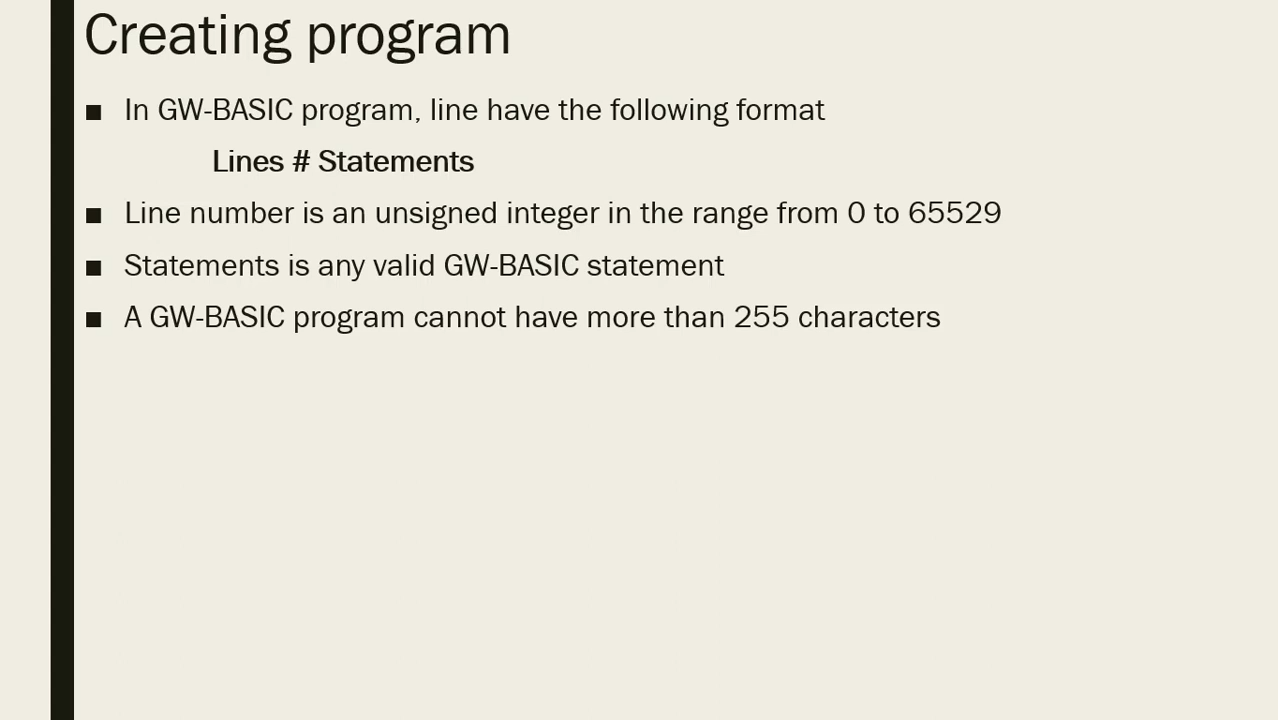 Creating program
■ In GW-BASIC program, line have the following format
Lines # Statements
■ Line number is an unsigned integer in the range from 0 to 65529
■ Statements is any valid GW-BASIC statement
■ A GW-BASIC program cannot have more than 255 characters